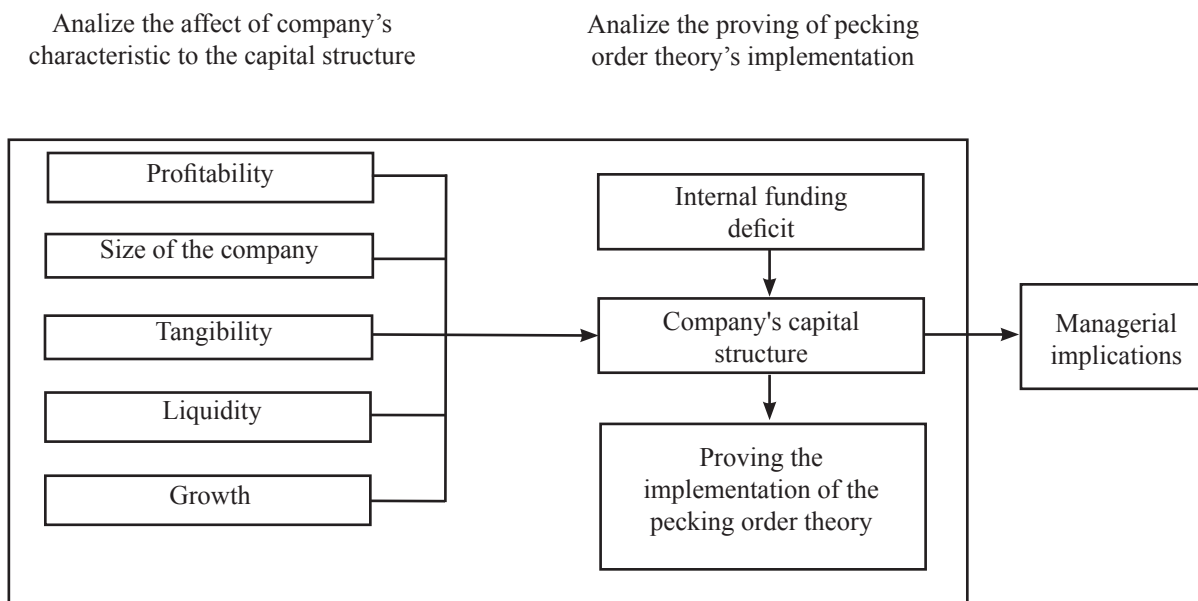 Analize the affect of company’s
characteristic to the capital structure
Analize the proving of pecking
order theory’s implementation
Profitability
Size of the company
Tangibility
Liquidity
Growth
Internal funding
deficit
Company's capital
structure
Proving the
implementation of the
pecking order theory
Managerial
implications